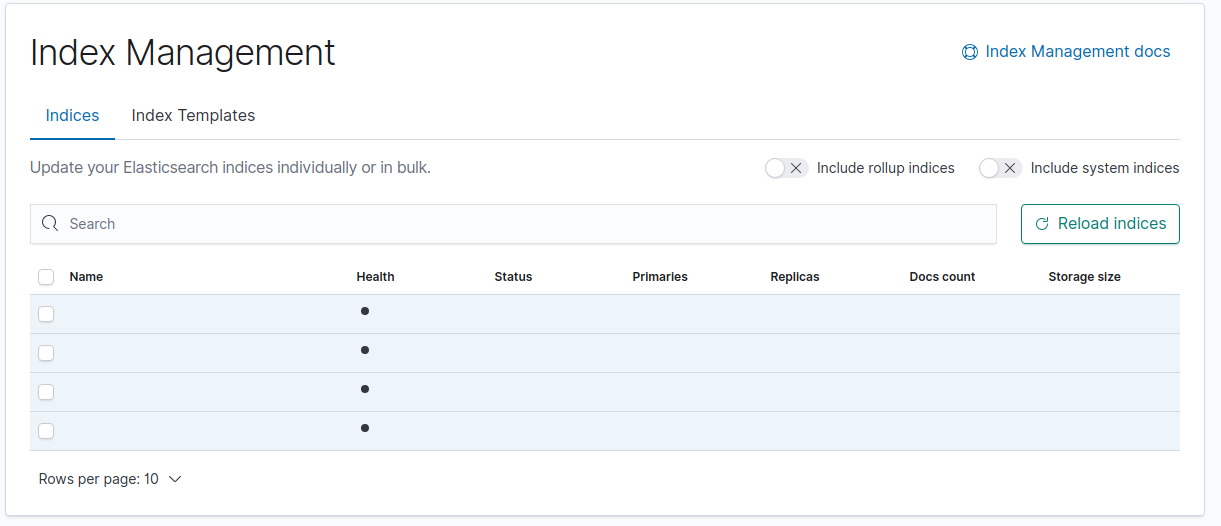 Index Management
Index Management docs
Indices Index Templates
Update your Elasticsearch indices individually or in bulk.
Include rollup indices Include system indices
Search
Reload indices
Name Health Status Primaries Replicas Docs count Storage size
Rows per page: 10